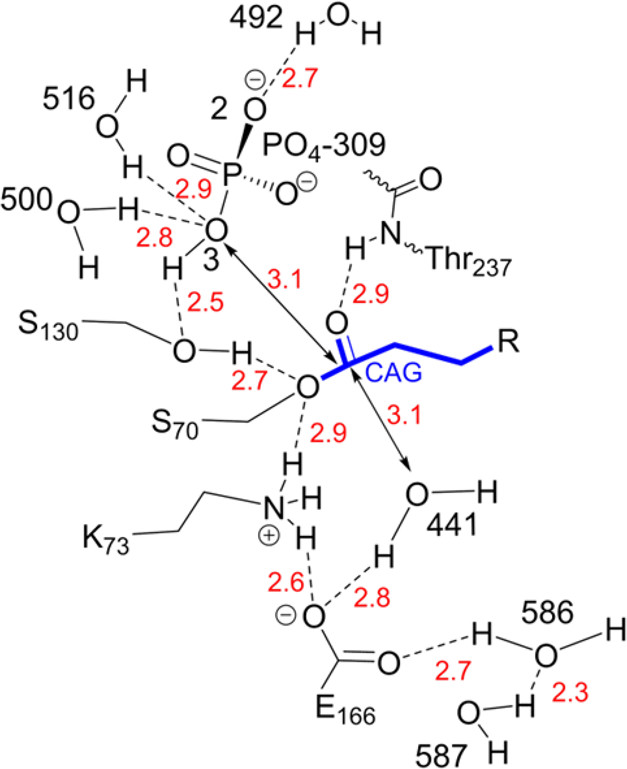 492 H O H
2.7
516 H O H
2 O⊖
PO₄-309
O P O⊖
2.9
500 O H H
2.8
O 3
H
O
N H
Thr₂₃₇
3.1
2.5
2.9
O
S₁₃₀
O H
R
2.7
CAG
O
S₇₀
3.1
2.9
H
N H
⊕ H
O H
441
K₇₃
H
2.6
2.8
⊖O
586
H O H
O
2.7
2.3
E₁₆₆
O H
587 H